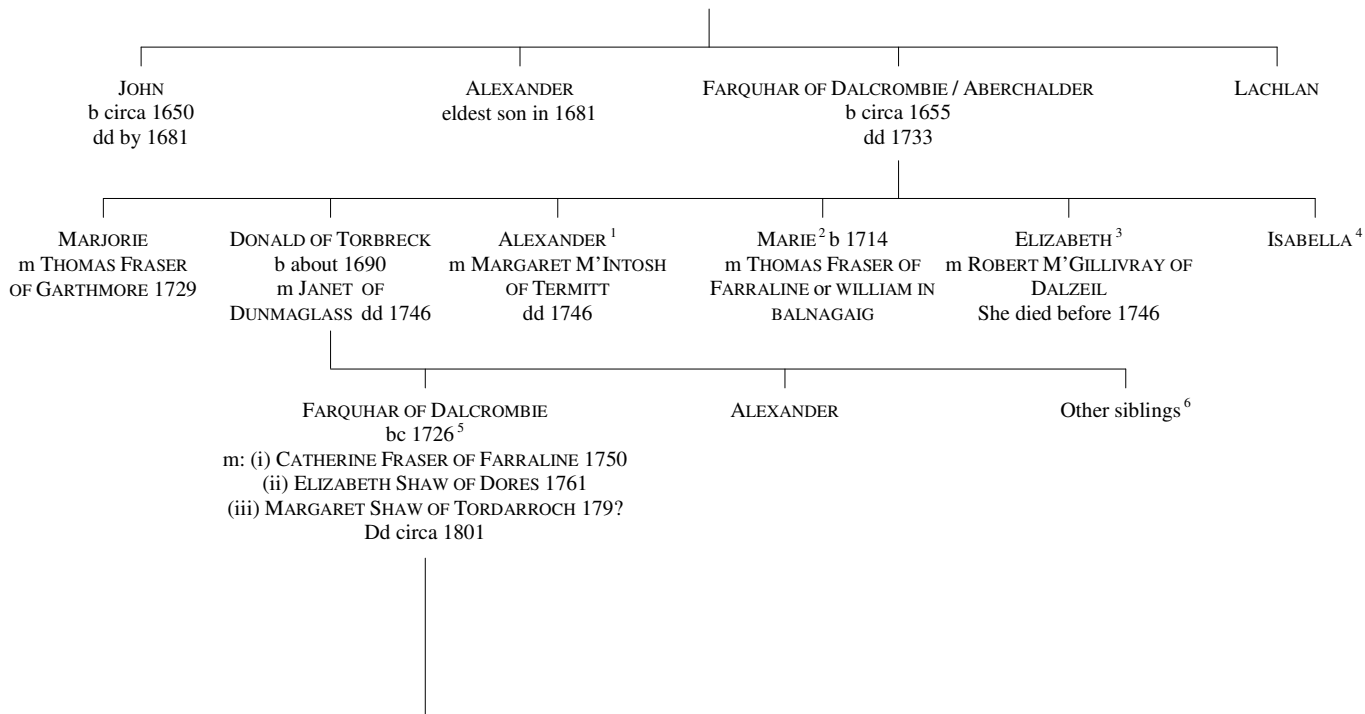 JOHN
b circa 1650
dd by 1681
ALEXANDER
eldest son in 1681
FARQUHAR OF DALCROMBIE / ABERCHALDER
b circa 1655
dd 1733
LACHLAN
MARJORIE
m THOMAS FRASER
OF GARTHMORE 1729
DONALD OF TORBRECK
b about 1690
m JANET OF
DUNMAGLASS dd 1746
ALEXANDER 1
m MARGARET M'INTOSH
OF TERMITT
dd 1746
MARIE 2 b 1714
m THOMAS FRASER OF
FARRALINE or WILLIAM IN
BALNAGAIG
ELIZABETH 3
m ROBERT M'GILLIVRAY OF
DALZEIL
She died before 1746
ISABELLA 4
FARQUHAR OF DALCROMBIE
bc 1726 5
m: (i) CATHERINE FRASER OF FARRALINE 1750
(ii) ELIZABETH SHAW OF DORES 1761
(iii) MARGARET SHAW OF TORDARROCH 179?
Dd circa 1801
ALEXANDER
Other siblings 6